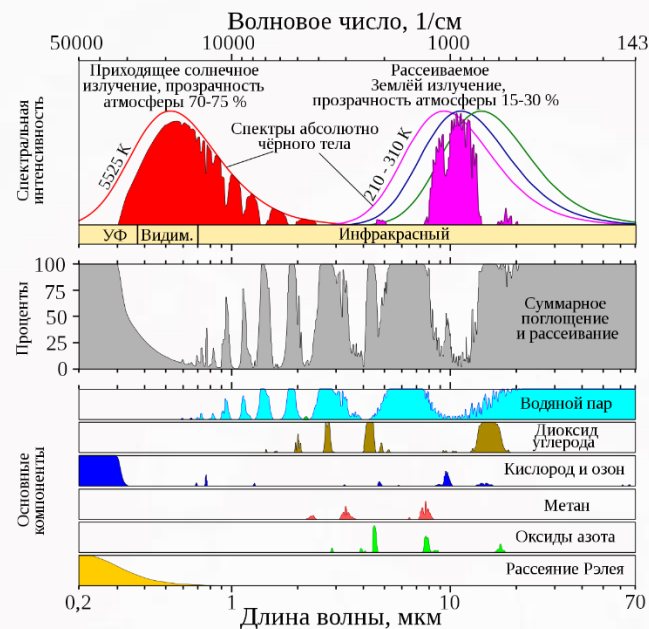 Волновое число, 1/см
50000
10000
1000
143
Приходящее солнечное
излучение, прозрачность
атмосферы 70-75 %
Рассеиваемое
Землёй излучение,
прозрачность атмосферы 15-30 %
Спектры абсолютно
чёрного тела
5525 К
210 - 310 К
Спектральная
интенсивность
УФ
Видим.
Инфракрасный
Проценты
100
75
50
25
0
Суммарное
поглощение
и рассеивание
Основные
компоненты
Водяной пар
Диоксид
углерода
Кислород и озон
Метан
Оксиды азота
Рассеяние Рэлея
0,2
1
10
70
Длина волны, мкм